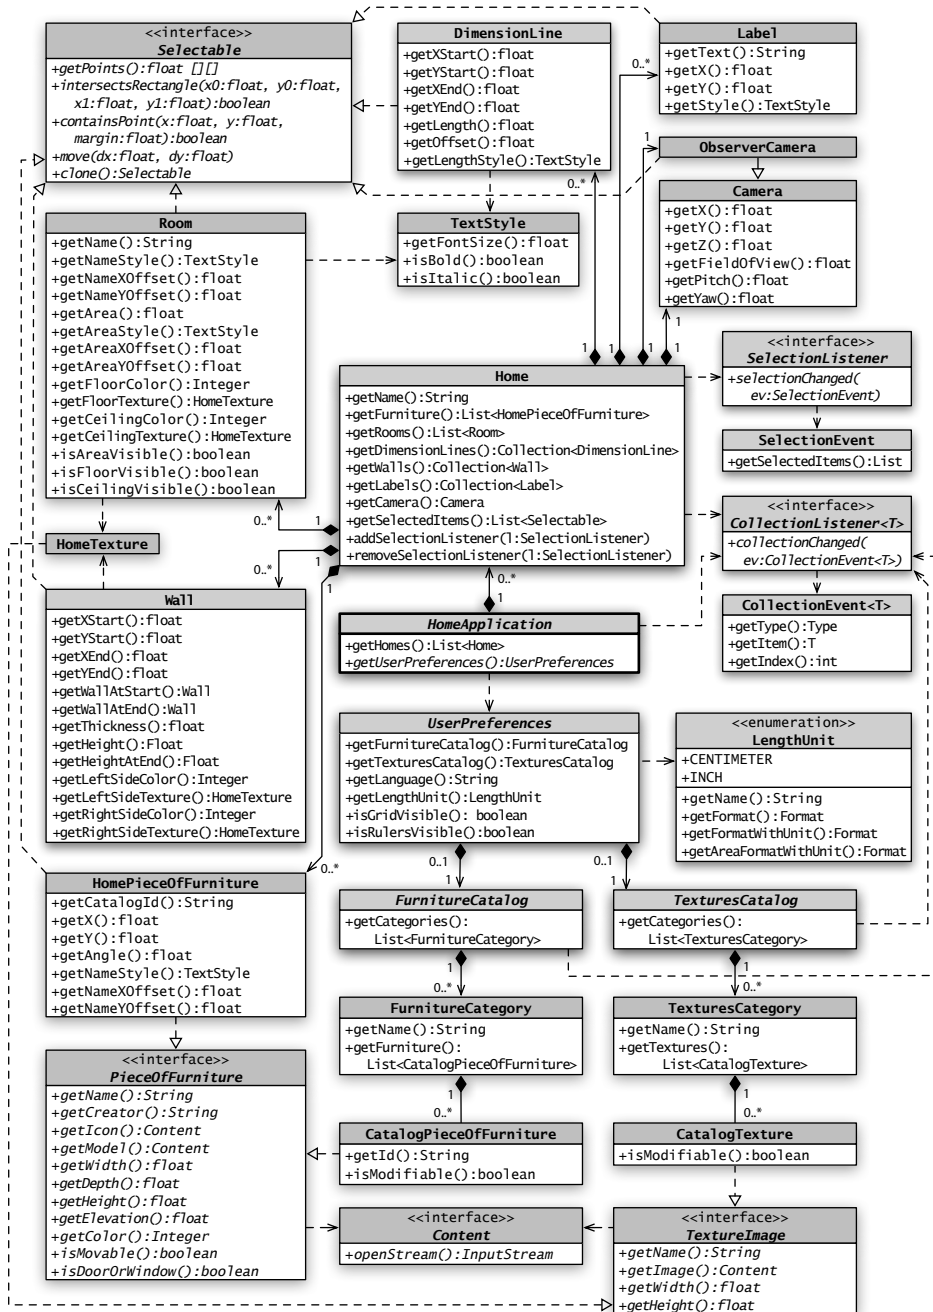 <<interface>>
Selectable
+getPoints():float [][]
+intersectsRectangle(x0:float, y0:float,
x1:float, y1:float):boolean
+containsPoint(x:float, y:float,
margin:float):boolean
+move(dx:float, dy:float)
+clone():Selectable
DimensionLine
+getXStart():float
+getYStart():float
+getXEnd():float
+getYEnd():float
+getLength():float
+getOffset():float
+getLengthStyle():TextStyle
0..*
Label
+getText():String
+getX():float
+getY():float
+getStyle():TextStyle
0..*
1
ObserverCamera
Camera
+getX():float
+getY():float
+getZ():float
+getFieldOfView():float
+getPitch():float
+getYaw():float
Room
+getName():String
+getNameStyle():TextStyle
+getNameXOffset():float
+getNameYOffset():float
+getArea():float
+getAreaStyle():TextStyle
+getAreaXOffset():float
+getAreaYOffset():float
+getFloorColor():Integer
+getFloorTexture():HomeTexture
+getCeilingColor():Integer
+getCeilingTexture():HomeTexture
+isAreaVisible():boolean
+isFloorVisible():boolean
+isCeilingVisible():boolean
TextStyle
+getFontSize():float
+isBold():boolean
+isItalic():boolean
1
1
1
1
1
Home
+getName():String
+getFurniture():List<HomePieceOfFurniture>
+getRooms():List<Room>
+getDimensionLines():Collection<DimensionLine>
+getWalls():Collection<Wall>
+getLabels():Collection<Label>
+getCamera():Camera
+getSelectedItems():List<Selectable>
+addSelectionListener(l:SelectionListener)
+removeSelectionListener(l:SelectionListener)
<<interface>>
SelectionListener
+selectionChanged(
ev:SelectionEvent)
SelectionEvent
+getSelectedItems():List
<<interface>>
CollectionListener<T>
+collectionChanged(
ev:CollectionEvent<T>)
CollectionEvent<T>
+getType():Type
+getItem():T
+getIndex():int
0..*
1
HomeTexture
0..*
1
1
0..*
1
Wall
+getXStart():float
+getYStart():float
+getXEnd():float
+getYEnd():float
+getWallAtStart():Wall
+getWallAtEnd():Wall
+getThickness():float
+getHeight():Float
+getHeightAtEnd():Float
+getLeftSideColor():Integer
+getLeftSideTexture():HomeTexture
+getRightSideColor():Integer
+getRightSideTexture():HomeTexture
HomeApplication
+getHomes():List<Home>
+getUserPreferences():UserPreferences
UserPreferences
+getFurnitureCatalog():FurnitureCatalog
+getTexturesCatalog():TexturesCatalog
+getLanguage():String
+getLengthUnit():LengthUnit
+isGridVisible(): boolean
+isRulersVisible():boolean
<<enumeration>>
LengthUnit
+CENTIMETER
+INCH
+getName():String
+getFormat():Format
+getFormatWithUnit():Format
+getAreaFormatWithUnit():Format
0..*
0..1
1
0..1
1
HomePieceOfFurniture
+getCatalogId():String
+getX():float
+getY():float
+getAngle():float
+getNameStyle():TextStyle
+getNameXOffset():float
+getNameYOffset():float
FurnitureCatalog
+getCategories():
List<FurnitureCategory>
TexturesCatalog
+getCategories():
List<TexturesCategory>
1
0..*
1
0..*
FurnitureCategory
+getName():String
+getFurniture():
List<CatalogPieceOfFurniture>
TexturesCategory
+getName():String
+getTextures():
List<CatalogTexture>
1
0..*
1
0..*
<<interface>>
PieceOfFurniture
+getName():String
+getCreator():String
+getIcon():Content
+getModel():Content
+getWidth():float
+getDepth():float
+getHeight():float
+getElevation():float
+getColor():Integer
+isMovable():boolean
+isDoorOrWindow():boolean
CatalogPieceOfFurniture
+getId():String
+isModifiable():boolean
CatalogTexture
+isModifiable():boolean
<<interface>>
Content
+openStream():InputStream
<<interface>>
TextureImage
+getName():String
+getImage():Content
+getWidth():float
+getHeight():float